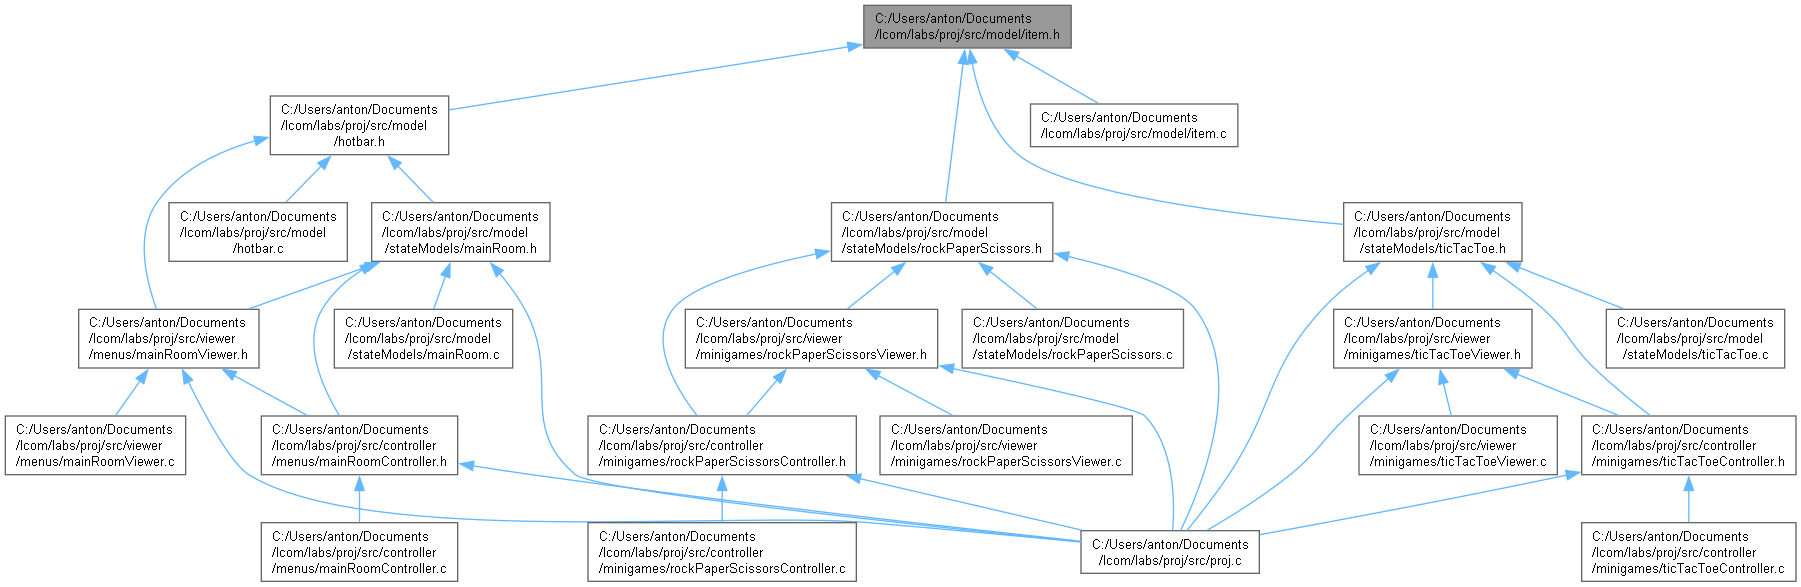 C:/Users/anton/Documents
/lcom/labs/proj/src/model/item.h
C:/Users/anton/Documents
/lcom/labs/proj/src/model
/hotbar.h
C:/Users/anton/Documents
/lcom/labs/proj/src/model/item.c
C:/Users/anton/Documents
/lcom/labs/proj/src/model
/hotbar.c
C:/Users/anton/Documents
/lcom/labs/proj/src/model
/stateModels/mainRoom.h
C:/Users/anton/Documents
/lcom/labs/proj/src/model
/stateModels/rockPaperScissors.h
C:/Users/anton/Documents
/lcom/labs/proj/src/model
/stateModels/ticTacToe.h
C:/Users/anton/Documents
/lcom/labs/proj/src/viewer
/menus/mainRoomViewer.h
C:/Users/anton/Documents
/lcom/labs/proj/src/model
/stateModels/mainRoom.c
C:/Users/anton/Documents
/lcom/labs/proj/src/viewer
/minigames/rockPaperScissorsViewer.h
C:/Users/anton/Documents
/lcom/labs/proj/src/model
/stateModels/rockPaperScissors.c
C:/Users/anton/Documents
/lcom/labs/proj/src/viewer
/minigames/ticTacToeViewer.h
C:/Users/anton/Documents
/lcom/labs/proj/src/model
/stateModels/ticTacToe.c
C:/Users/anton/Documents
/lcom/labs/proj/src/viewer
/menus/mainRoomViewer.c
C:/Users/anton/Documents
/lcom/labs/proj/src/controller
/menus/mainRoomController.h
C:/Users/anton/Documents
/lcom/labs/proj/src/controller
/minigames/rockPaperScissorsController.h
C:/Users/anton/Documents
/lcom/labs/proj/src/viewer
/minigames/rockPaperScissorsViewer.c
C:/Users/anton/Documents
/lcom/labs/proj/src/viewer
/minigames/ticTacToeViewer.c
C:/Users/anton/Documents
/lcom/labs/proj/src/controller
/minigames/ticTacToeController.h
C:/Users/anton/Documents
/lcom/labs/proj/src/controller
/menus/mainRoomController.c
C:/Users/anton/Documents
/lcom/labs/proj/src/controller
/minigames/rockPaperScissorsController.c
C:/Users/anton/Documents
/lcom/labs/proj/src/proj.c
C:/Users/anton/Documents
/lcom/labs/proj/src/controller
/minigames/ticTacToeController.c